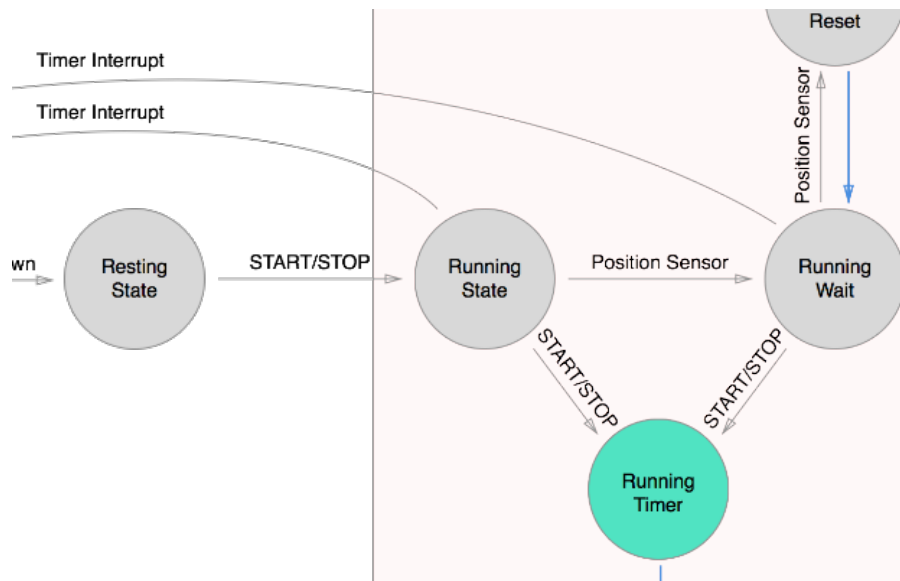 Reset
Timer Interrupt
Timer Interrupt
Position Sensor
wn
Resting
State
START/STOP
Running
State
Position Sensor
Running
Wait
START/STOP
START/STOP
Running
Timer